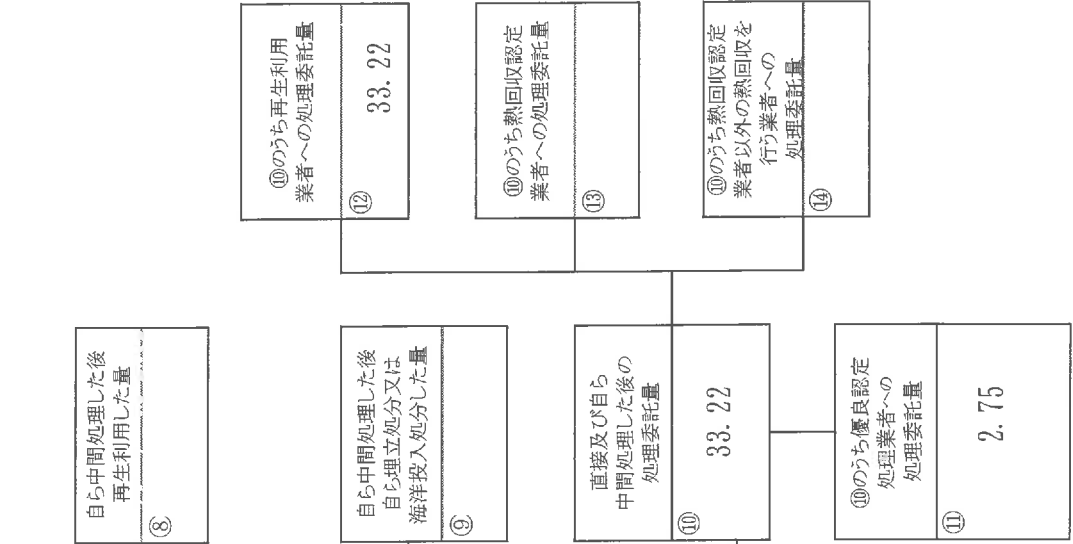 自ら中間処理した後
再生利用した量
⑧
自ら中間処理した後
自ら埋立処分又は
海洋投入処分した量
⑨
直接及び自ら
中間処理した後の
処理委託量
⑩
33.22
⑩のうち優良認定
処理業者への
処理委託量
⑪
2.75
⑩のうち再生利用
業者への処理委託量
⑫
33.22
⑩のうち熱回収認定
業者への処理委託量
⑬
⑩のうち熱回収認定
業者以外の熱回収を
行う業者への
処理委託量
⑭